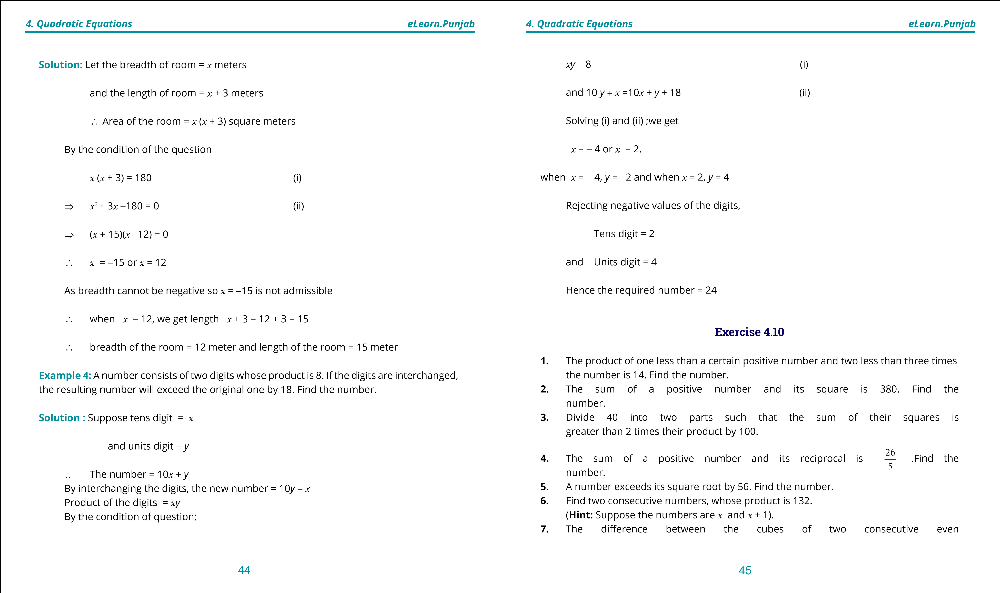 4. Quadratic Equations eLearn.Punjab
Solution: Let the breadth of room = x meters
and the length of room = x + 3 meters
∴ Area of the room = x (x + 3) square meters
By the condition of the question
x (x + 3) = 180 (i)
⇒ x² + 3x −180 = 0 (ii)
⇒ (x + 15)(x −12) = 0
∴ x = −15 or x = 12
As breadth cannot be negative so x = −15 is not admissible
∴ when x = 12, we get length x + 3 = 12 + 3 = 15
∴ breadth of the room = 12 meter and length of the room = 15 meter
Example 4: A number consists of two digits whose product is 8. If the digits are interchanged,
the resulting number will exceed the original one by 18. Find the number.
Solution : Suppose tens digit = x
and units digit = y
∴ The number = 10x + y
By interchanging the digits, the new number = 10y + x
Product of the digits = xy
By the condition of question;
44
4. Quadratic Equations eLearn.Punjab
xy = 8 (i)
and 10 y + x =10x + y + 18 (ii)
Solving (i) and (ii) ;we get
x = − 4 or x = 2.
when x = − 4, y = −2 and when x = 2, y = 4
Rejecting negative values of the digits,
Tens digit = 2
and Units digit = 4
Hence the required number = 24
Exercise 4.10
1. The product of one less than a certain positive number and two less than three times
the number is 14. Find the number.
2. The sum of a positive number and its square is 380. Find the
number.
3. Divide 40 into two parts such that the sum of their squares is
greater than 2 times their product by 100.
4. The sum of a positive number and its reciprocal is 26/5 .Find the
number.
5. A number exceeds its square root by 56. Find the number.
6. Find two consecutive numbers, whose product is 132.
(Hint: Suppose the numbers are x and x + 1).
7. The difference between the cubes of two consecutive even
45